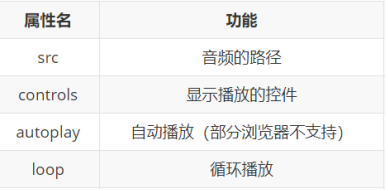 属性名 功能
src 音频的路径
controls 显示播放的控件
autoplay 自动播放（部分浏览器不支持）
loop 循环播放